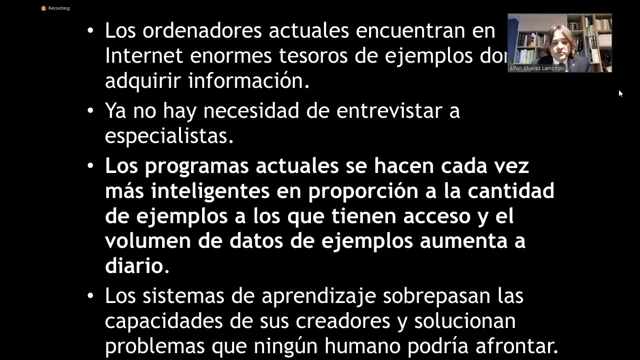 Recording
• Los ordenadores actuales encuentran en
Internet enormes tesoros de ejemplos
adquirir información.
• Ya no hay necesidad de entrevistar a
especialistas.
• Los programas actuales se hacen cada vez
más inteligentes en proporción a la cantidad
de ejemplos a los que tienen acceso y el
volumen de datos de ejemplos aumenta a
diario.
• Los sistemas de aprendizaje sobrepasan las
capacidades de sus creadores y solucionan
problemas que ningún humano podría afrontar.